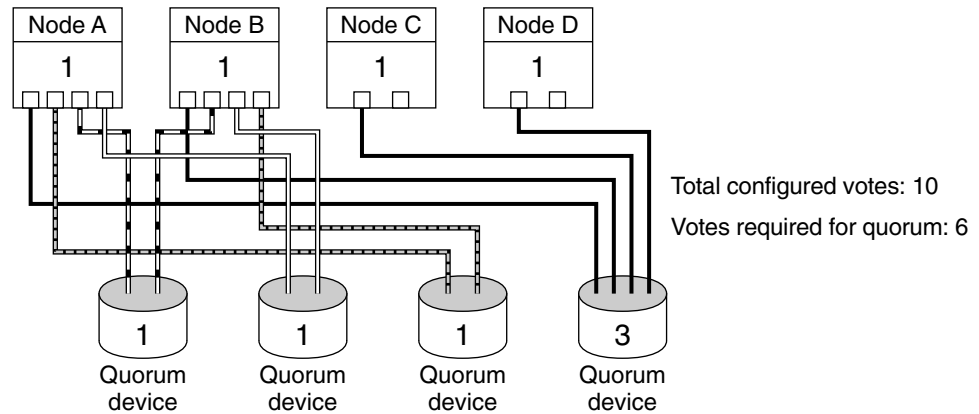 Node A
Node B
Node C
Node D
1
1
1
1
Total configured votes: 10
Votes required for quorum: 6
1
1
1
3
Quorum
device
Quorum
device
Quorum
device
Quorum
device